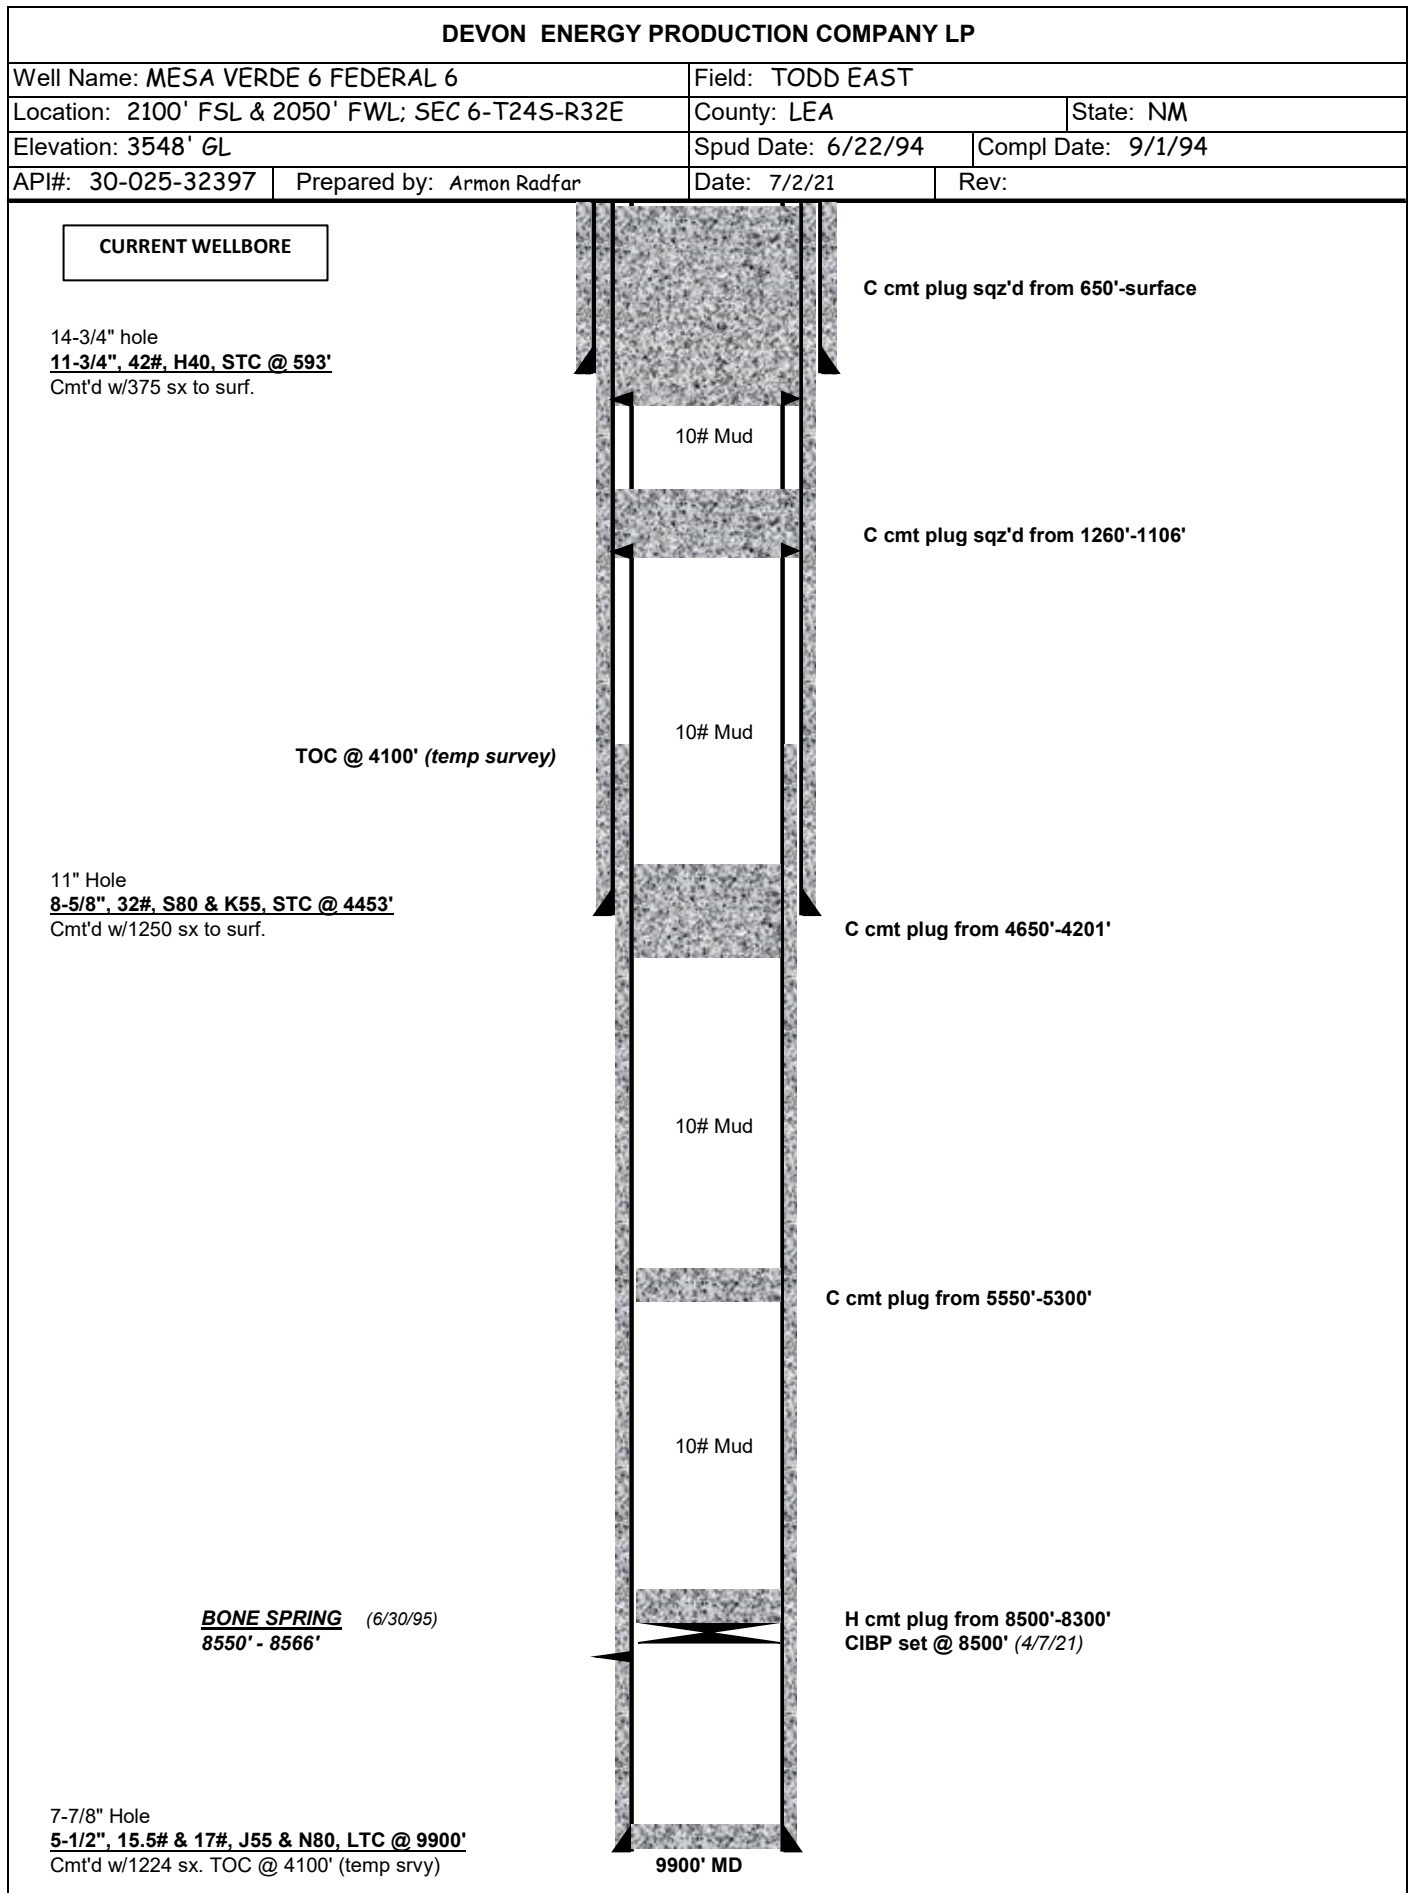 DEVON ENERGY PRODUCTION COMPANY LP
Well Name: MESA VERDE 6 FEDERAL 6 Field: TODD EAST
Location: 2100' FSL & 2050' FWL; SEC 6-T24S-R32E County: LEA State: NM
Elevation: 3548' GL Spud Date: 6/22/94 Compl Date: 9/1/94
API#: 30-025-32397 Prepared by: Armon Radfar Date: 7/2/21 Rev:
CURRENT WELLBORE
C cmt plug sqz'd from 650'-surface
14-3/4" hole
11-3/4", 42#, H40, STC @ 593'
Cmt'd w/375 sx to surf.
10# Mud
C cmt plug sqz'd from 1260'-1106'
10# Mud
TOC @ 4100' (temp survey)
11" Hole
8-5/8", 32#, S80 & K55, STC @ 4453'
Cmt'd w/1250 sx to surf.
C cmt plug from 4650'-4201'
10# Mud
C cmt plug from 5550'-5300'
10# Mud
BONE SPRING (6/30/95)
8550' - 8566'
H cmt plug from 8500'-8300'
CIBP set @ 8500' (4/7/21)
7-7/8" Hole
5-1/2", 15.5# & 17#, J55 & N80, LTC @ 9900'
Cmt'd w/1224 sx. TOC @ 4100' (temp srvy)
9900' MD